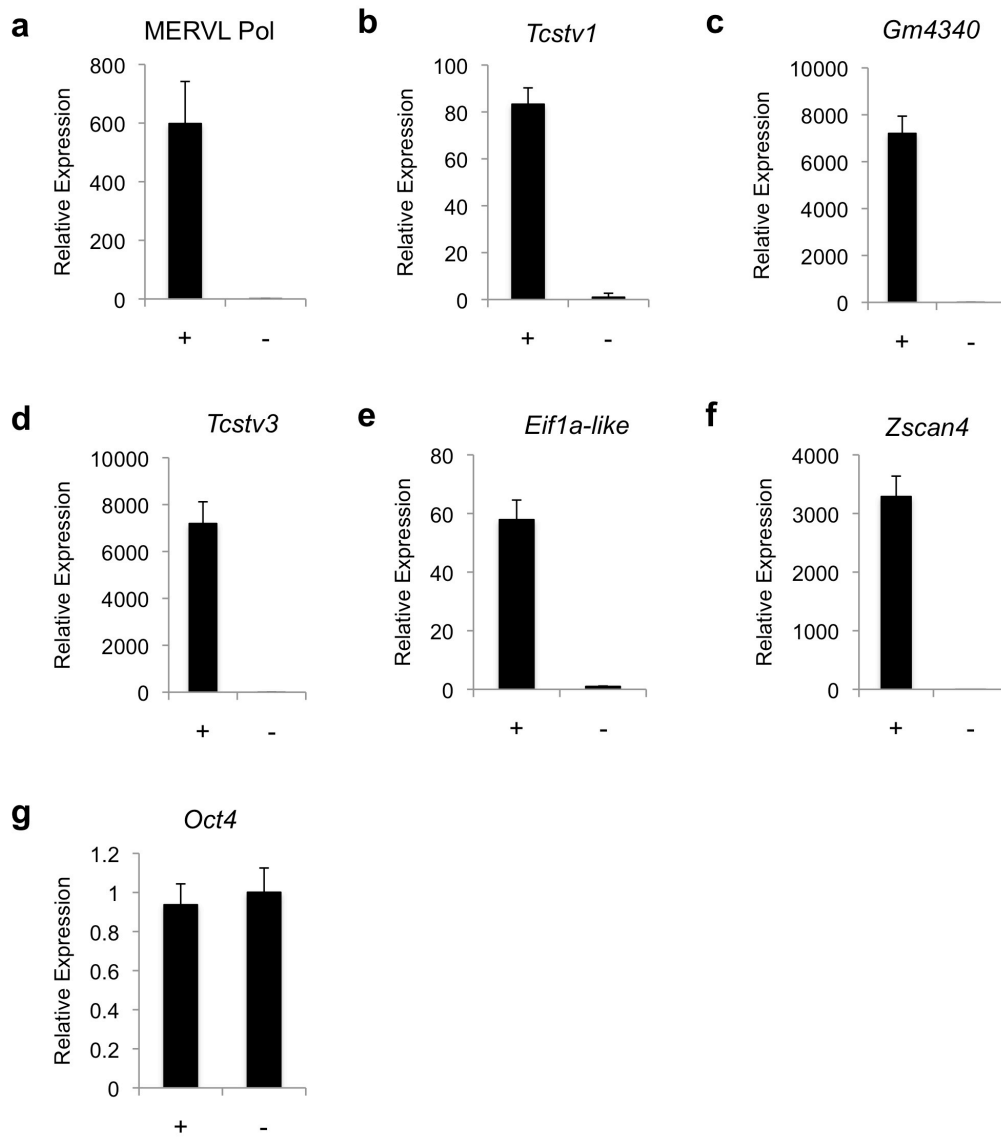 a
MERVL Pol
Relative Expression
800
600
400
200
0
+ -
b
Tcstv1
Relative Expression
100
80
60
40
20
0
+ -
c
Gm4340
Relative Expression
10000
8000
6000
4000
2000
0
+ -
d
Tcstv3
Relative Expression
10000
8000
6000
4000
2000
0
+ -
e
Eif1a-like
Relative Expression
80
60
40
20
0
+ -
f
Zscan4
Relative Expression
4000
3000
2000
1000
0
+ -
g
Oct4
Relative Expression
1.2
1
0.8
0.6
0.4
0.2
0
+ -